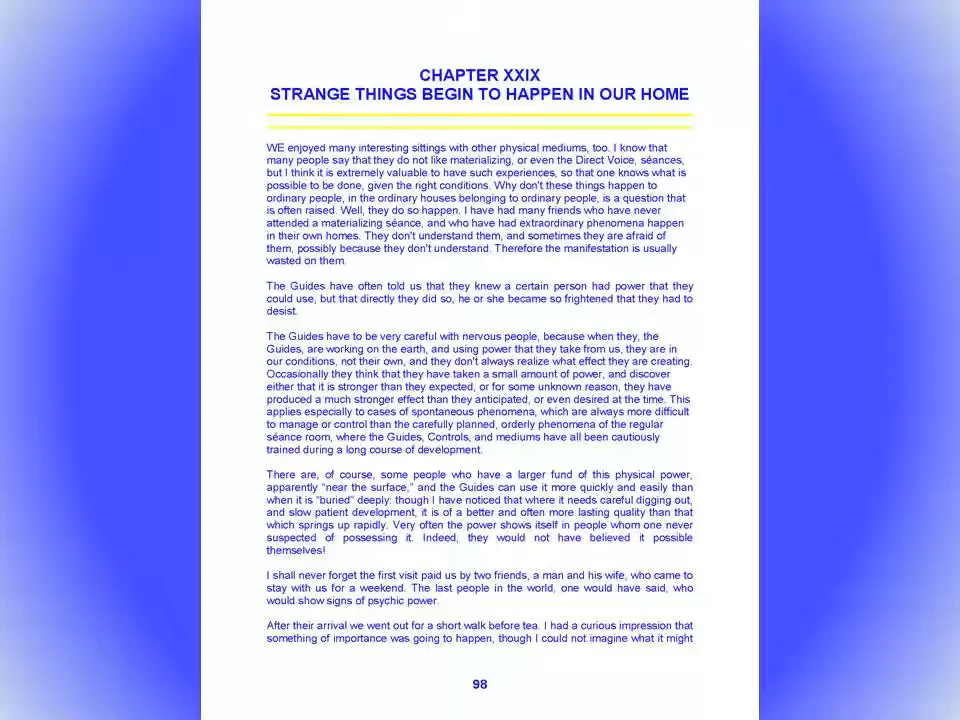 CHAPTER XXIX
STRANGE THINGS BEGIN TO HAPPEN IN OUR HOME
WE enjoyed many interesting sittings with other physical mediums, too. I know that
many people say that they do not like materializing, or even the Direct Voice, séances,
but I think it is extremely valuable to have such experiences, so that one knows what is
possible to be done, given the right conditions. Why don't these things happen to
ordinary people, in the ordinary houses belonging to ordinary people, is a question that
is often raised. Well, they do so happen. I have had many friends who have never
attended a materializing séance, and who have had extraordinary phenomena happen
in their own homes. They don't understand them, and sometimes they are afraid of
them, possibly because they don't understand. Therefore the manifestation is usually
wasted on them.
The Guides have often told us that they knew a certain person had power that they
could use, but that directly they did so, he or she became so frightened that they had to
desist.
The Guides have to be very careful with nervous people, because when they, the
Guides, are working on the earth, and using power that they take from us, they are in
our conditions, not their own, and they don't always realize what effect they are creating.
Occasionally they think that they have taken a small amount of power, and discover
either that it is stronger than they expected, or for some unknown reason, they have
produced a much stronger effect than they anticipated, or even desired at the time. This
applies especially to cases of spontaneous phenomena, which are always more difficult
to manage or control than the carefully planned, orderly phenomena of the regular
séance room, where the Guides, Controls, and mediums have all been cautiously
trained during a long course of development.
There are, of course, some people who have a larger fund of this physical power,
apparently "near the surface," and the Guides can use it more quickly and easily than
when it is "buried" deeply: though I have noticed that where it needs careful digging out,
and slow patient development, it is of a better and often more lasting quality than that
which springs up rapidly. Very often the power shows itself in people whom one never
suspected of possessing it. Indeed, they would not have believed it possible
themselves!
I shall never forget the first visit paid us by two friends, a man and his wife, who came to
stay with us for a weekend. The last people in the world, one would have said, who
would show signs of psychic power.
After their arrival we went out for a short walk before tea. I had a curious impression that
something of importance was going to happen, though I could not imagine what it might
98